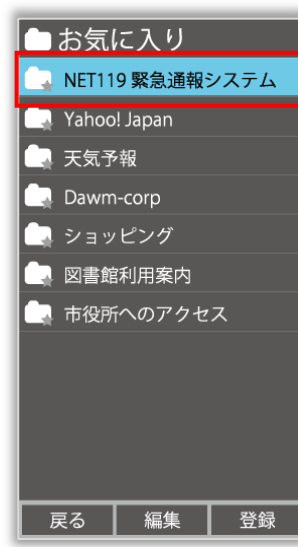 お気に入り
NET119 緊急通報システム
Yahoo! Japan
天気予報
Dawm-corp
ショッピング
図書館利用案内
市役所へのアクセス
戻る 編集 登録